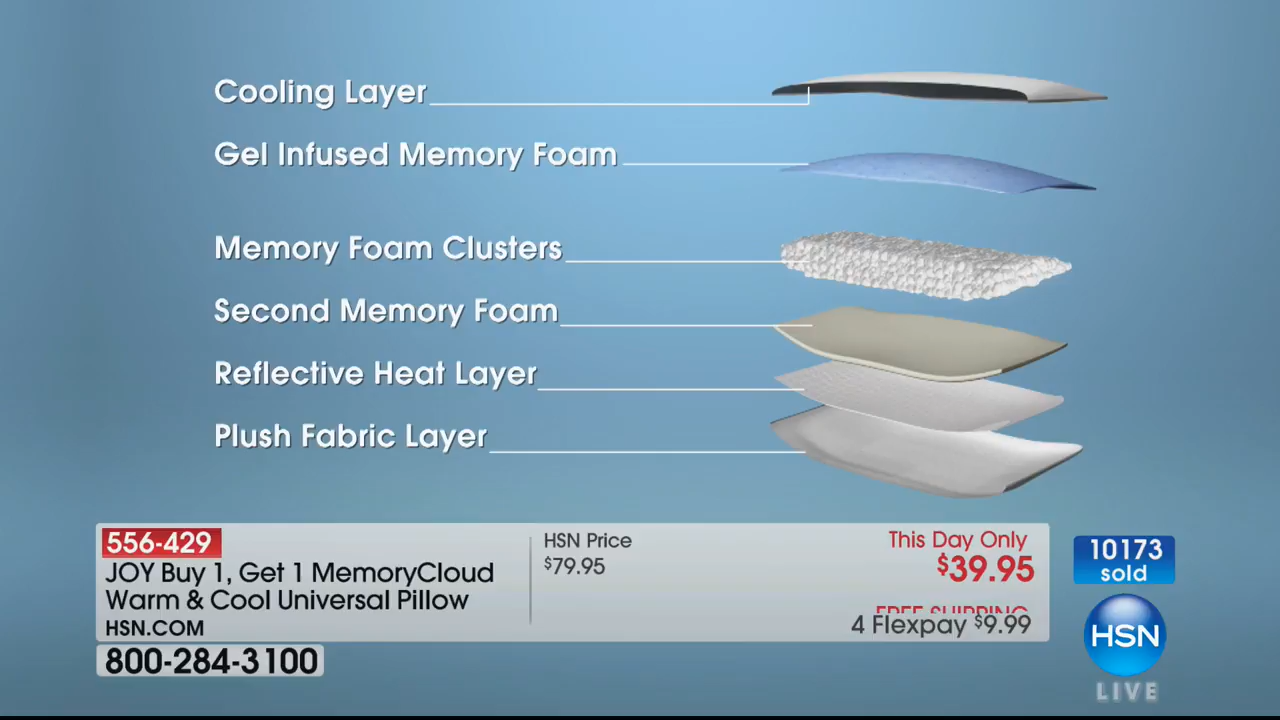 Cooling Layer
Gel Infused Memory Foam
Memory Foam Clusters
Second Memory Foam
Reflective Heat Layer
Plush Fabric Layer
556-429
JOY Buy 1, Get 1 MemoryCloud
Warm & Cool Universal Pillow
HSN.COM
800-284-3100
HSN Price
$79.95
This Day Only
$39.95
FREE SHIPPING
4 Flexpay $9.99
10173
sold
HSN
LIVE